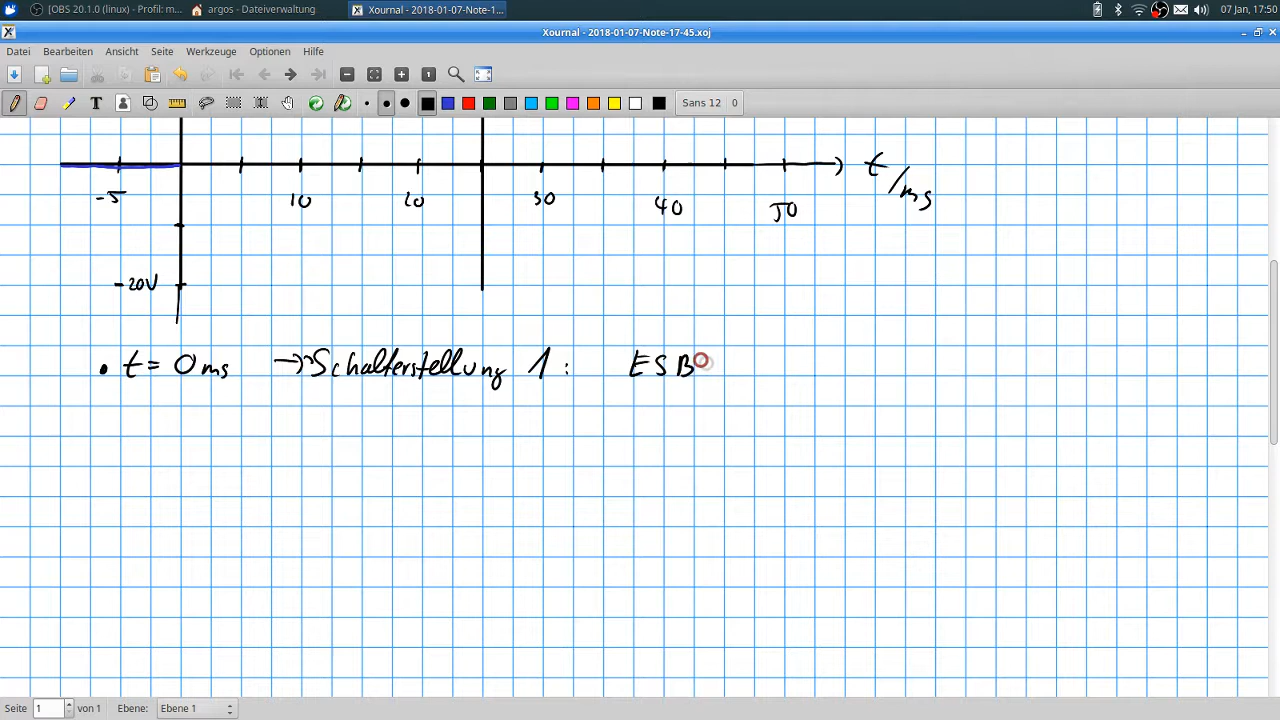 [OBS 20.1.0 (linux) - Profil: m... argos - Dateiverwaltung Xournal - 2018-01-07-Note-1... 07 Jan, 17:50
Xournal - 2018-01-07-Note-17-45.xoj
Datei Bearbeiten Ansicht Seite Werkzeuge Optionen Hilfe
T Sans 12 0
t/ms
-5 10 20 30 40 50
-20V
• t = 0ms → Schalterstellung 1: ESB
Seite 1 von 1 Ebene: Ebene 1